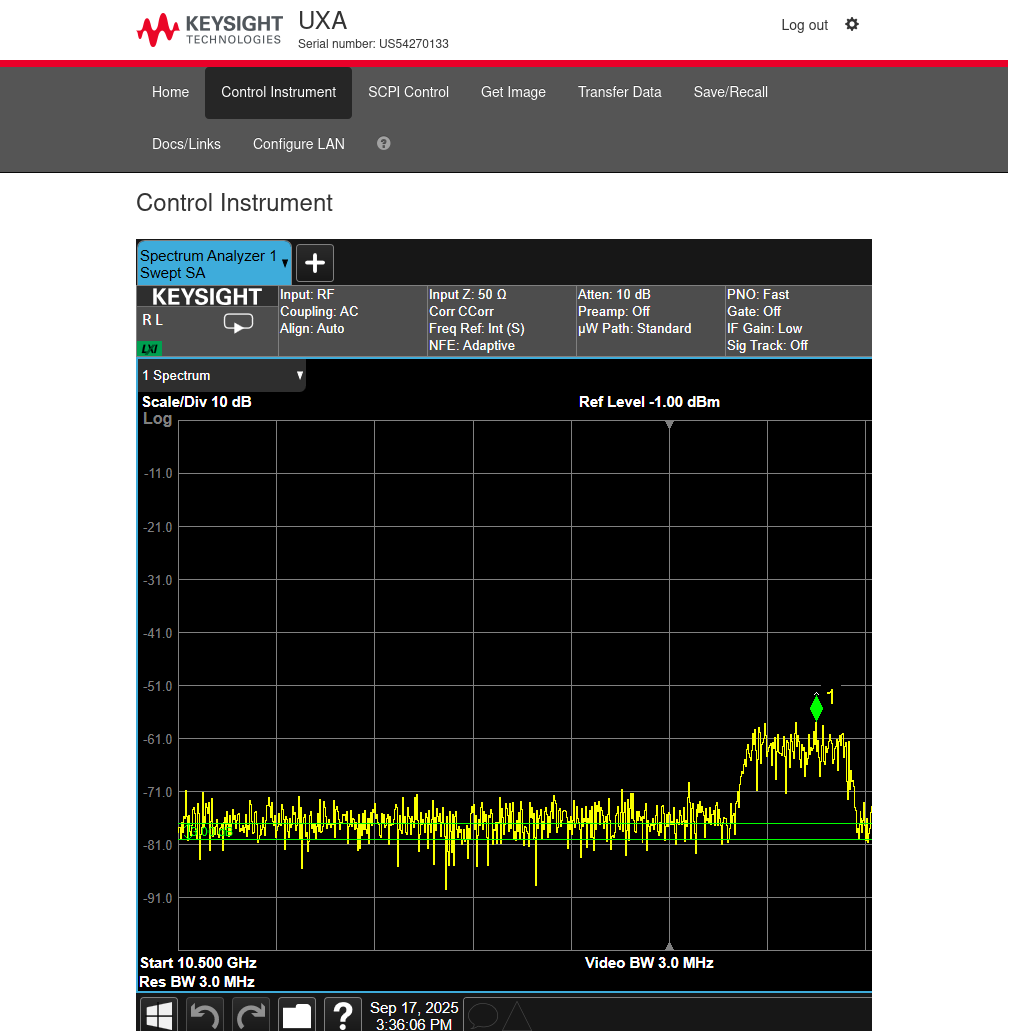 KEYSIGHT
TECHNOLOGIES
UXA
Serial number: US54270133
Log out
Home
Control Instrument
SCPI Control
Get Image
Transfer Data
Save/Recall
Docs/Links
Configure LAN
?
Control Instrument
Spectrum Analyzer 1
Swept SA
+
KEYSIGHT
R L
LXI
Input: RF
Coupling: AC
Align: Auto
Input Z: 50 Ω
Corr CCorr
Freq Ref: Int (S)
NFE: Adaptive
Atten: 10 dB
Preamp: Off
µW Path: Standard
PNO: Fast
Gate: Off
IF Gain: Low
Sig Track: Off
1 Spectrum
Scale/Div 10 dB
Ref Level -1.00 dBm
Log
-11.0
-21.0
-31.0
-41.0
-51.0
1
-61.0
-71.0
-81.0
-91.0
Start 10.500 GHz
Video BW 3.0 MHz
Res BW 3.0 MHz
?
Sep 17, 2025
3:36:06 PM